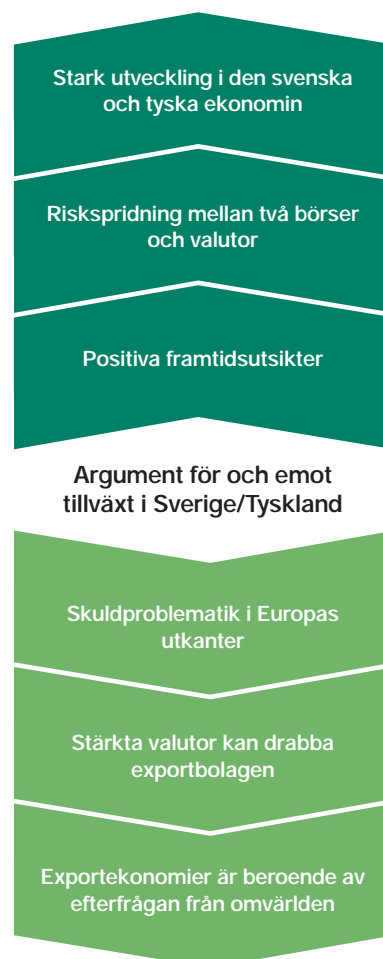 Stark utveckling i den svenska
och tyska ekonomin
Riskspridning mellan två börser
och valutor
Positiva framtidsutsikter
Argument för och emot
tillväxt i Sverige/Tyskland
Skuldproblematik i Europas
utkanter
Stärkta valutor kan drabba
exportbolagen
Exportekonomier är beroende av
efterfrågan från omvärlden